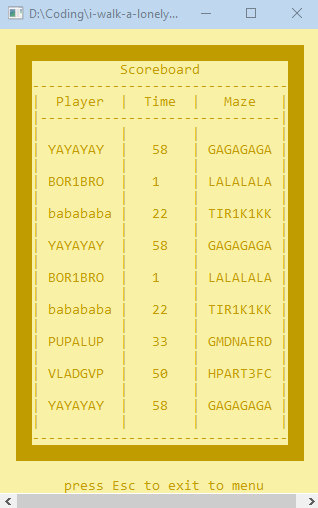 D:\Coding\i-walk-a-lonely...
Scoreboard
Player | Time | Maze
YAYAYAY | 58 | GAGAGAGA
BOR1BRO | 1 | LALALALA
babababa | 22 | TIR1K1KK
YAYAYAY | 58 | GAGAGAGA
BOR1BRO | 1 | LALALALA
babababa | 22 | TIR1K1KK
PUPALUP | 33 | GMDNAERD
VLADGVP | 50 | HPART3FC
YAYAYAY | 58 | GAGAGAGA
press Esc to exit to menu